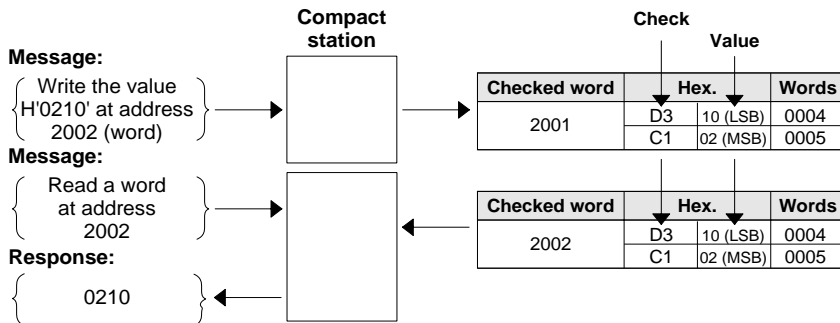 Compact
station
Check
Value
Message:
Write the value
H'0210' at address
2002 (word)
Checked word Hex. Words
2001 D3 10 (LSB) 0004
C1 02 (MSB) 0005
Message:
Read a word
at address
2002
Checked word Hex. Words
2002 D3 10 (LSB) 0004
C1 02 (MSB) 0005
Response:
0210